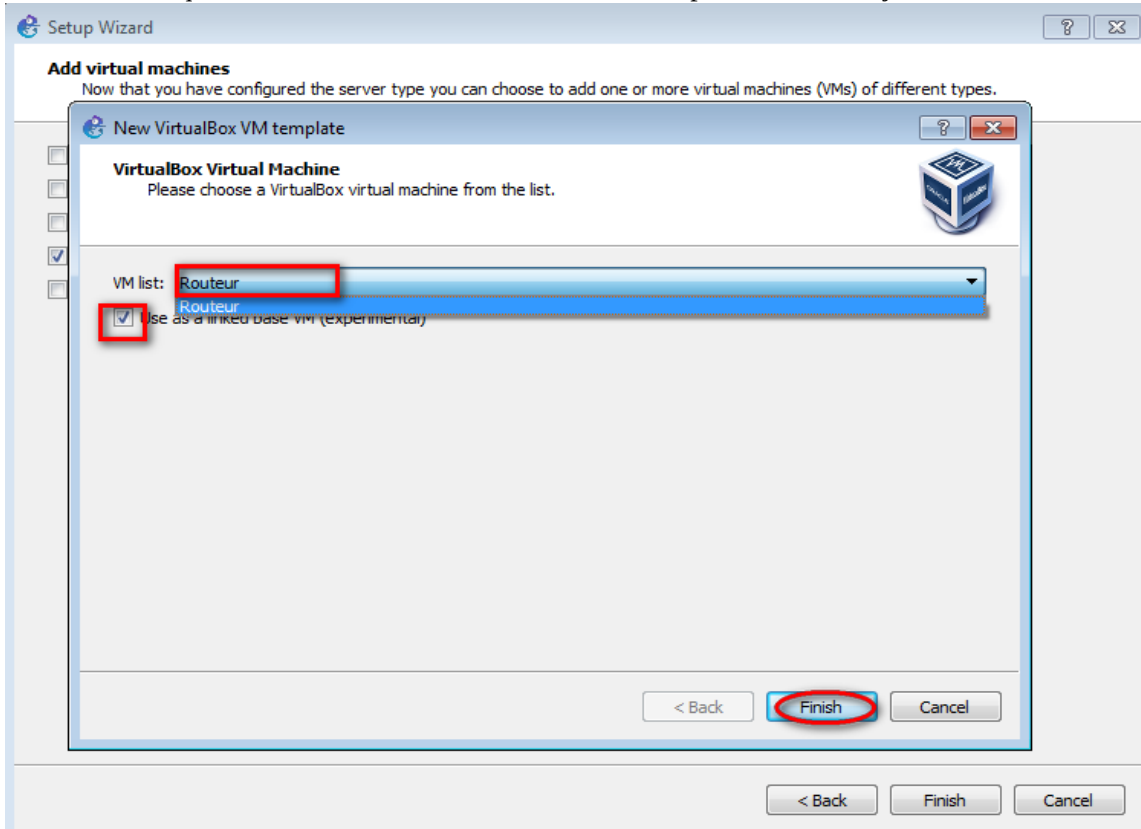 Setup Wizard
Add virtual machines
Now that you have configured the server type you can choose to add one or more virtual machines (VMs) of different types.
New VirtualBox VM template
VirtualBox Virtual Machine
Please choose a VirtualBox virtual machine from the list.
VM list: Routeur
Routeur
Use as a linked base VM (experimental)
< Back Finish Cancel
< Back Finish Cancel